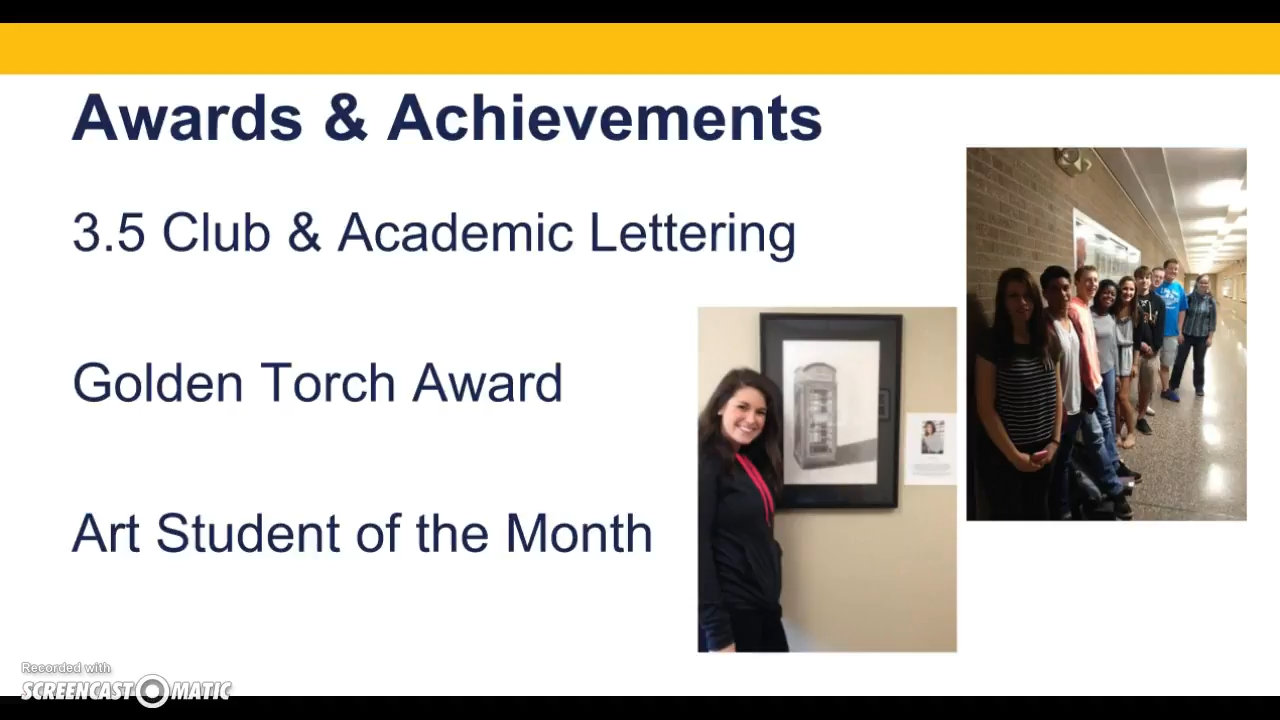 Awards & Achievements
3.5 Club & Academic Lettering
Golden Torch Award
Art Student of the Month
Recorded with
SCREENCAST MATIC